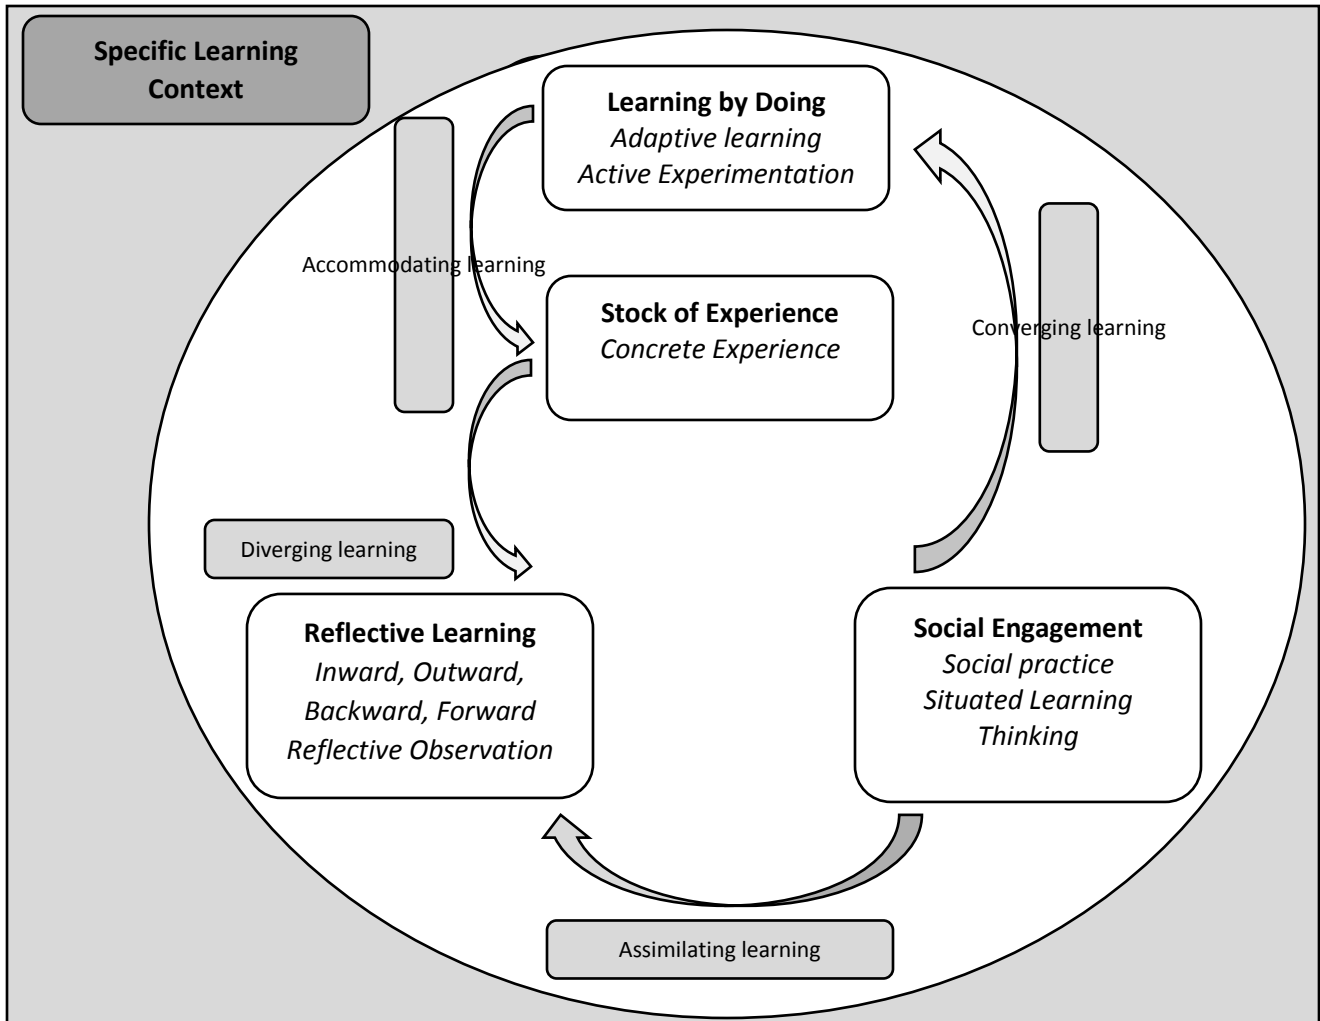 Specific Learning
Context
Learning by Doing
Adaptive learning
Active Experimentation
Accommodating learning
Stock of Experience
Concrete Experience
Converging learning
Diverging learning
Reflective Learning
Inward, Outward,
Backward, Forward
Reflective Observation
Social Engagement
Social practice
Situated Learning
Thinking
Assimilating learning